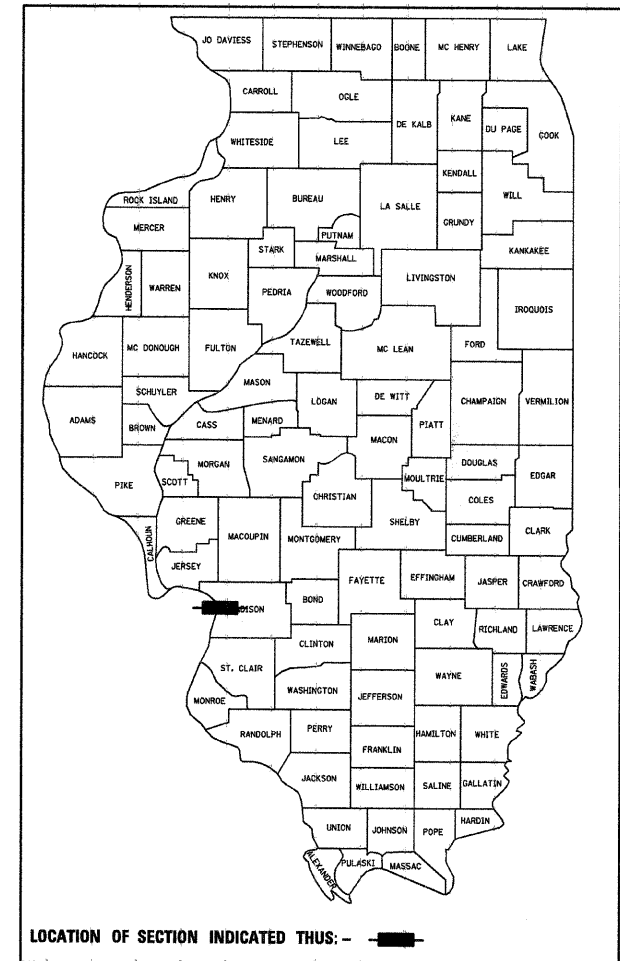 JO DAVIESS
STEPHENSON
WINNEBAGO
BOONE
MC HENRY
LAKE
CARROLL
OGLE
DE KALB
KANE
DU PAGE
COOK
WHITESIDE
LEE
KENDALL
WILL
ROCK ISLAND
HENRY
BUREAU
LA SALLE
GRUNDY
MERCER
PUTNAM
KANKAKEE
STARK
MARSHALL
HENDERSON
WARREN
KNOX
PEDRIA
WOODFORD
LIVINGSTON
IROQUOIS
HANCOCK
MC DONOUGH
FULTON
TAZEWELL
MC LEAN
FORD
MASON
SCHUYLER
LOGAN
DE WITT
CHAMPAIGN
VERMILION
ADAMS
BROWN
CASS
MENARD
MACON
PIATT
SANGAMON
DOUGLAS
EDGAR
PIKE
SCOTT
MORGAN
CHRISTIAN
MOULTRIE
COLES
CALHOUN
GREENE
MACOUPIN
MONTGOMERY
SHELBY
CUMBERLAND
CLARK
JERSEY
FAYETTE
EFFINGHAM
JASPER
CRAWFORD
BOND
DISON
CLAY
RICHLAND
LAWRENCE
CLINTON
MARION
ST. CLAIR
WAYNE
EDWARDS
WABASH
WASHINGTON
JEFFERSON
MONROE
RANDOLPH
PERRY
HAMILTON
WHITE
FRANKLIN
JACKSON
WILLIAMSON
SALINE
GALLATIN
UNION
JOHNSON
POPE
HARDIN
ALEXANDER
PULASKI
MASSAC
LOCATION OF SECTION INDICATED THUS: -